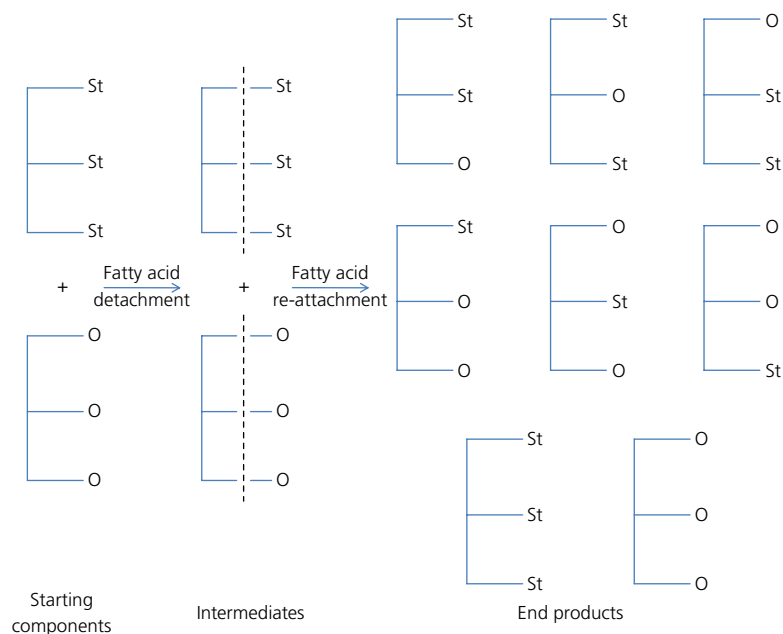 St
St
St
+
O
O
O
Starting
components
Fatty acid
detachment
St
St
St
+
O
O
O
Intermediates
Fatty acid
re-attachment
St
St
O
St
O
St
O
St
St
St
O
O
O
St
O
O
O
St
St
St
St
O
O
O
End products